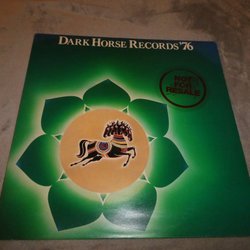 DARK HORSE RECORDS '76
NOT
FOR
RESALE